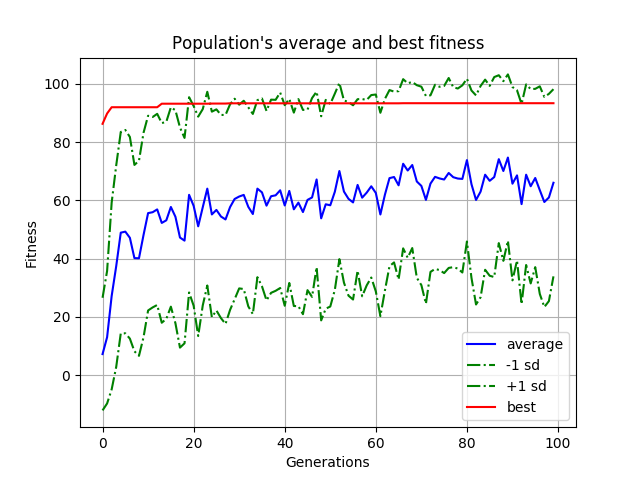 Population's average and best fitness
Fitness
100
80
60
40
20
0
0 20 40 60 80 100
Generations
average
-1 sd
+1 sd
best